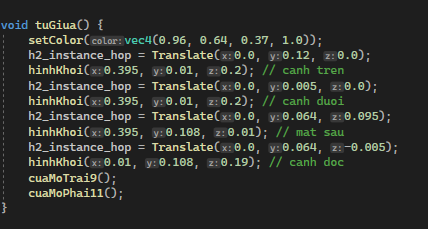 void tuGiua() {
setColor(color:vec4(0.96, 0.64, 0.37, 1.0));
h2_instance_hop = Translate(x:0.0, y:0.12, z:0.0);
hinhKhoi(x:0.395, y:0.01, z:0.2); // canh tren
h2_instance_hop = Translate(x:0.0, y:0.005, z:0.0);
hinhKhoi(x:0.395, y:0.01, z:0.2); // canh duoi
h2_instance_hop = Translate(x:0.0, y:0.064, z:0.095);
hinhKhoi(x:0.395, y:0.108, z:0.01); // mat sau
h2_instance_hop = Translate(x:0.0, y:0.064, z:-0.005);
hinhKhoi(x:0.01, y:0.108, z:0.19); // canh doc
cuaMoTrai9();
cuaMoPhai11();
}